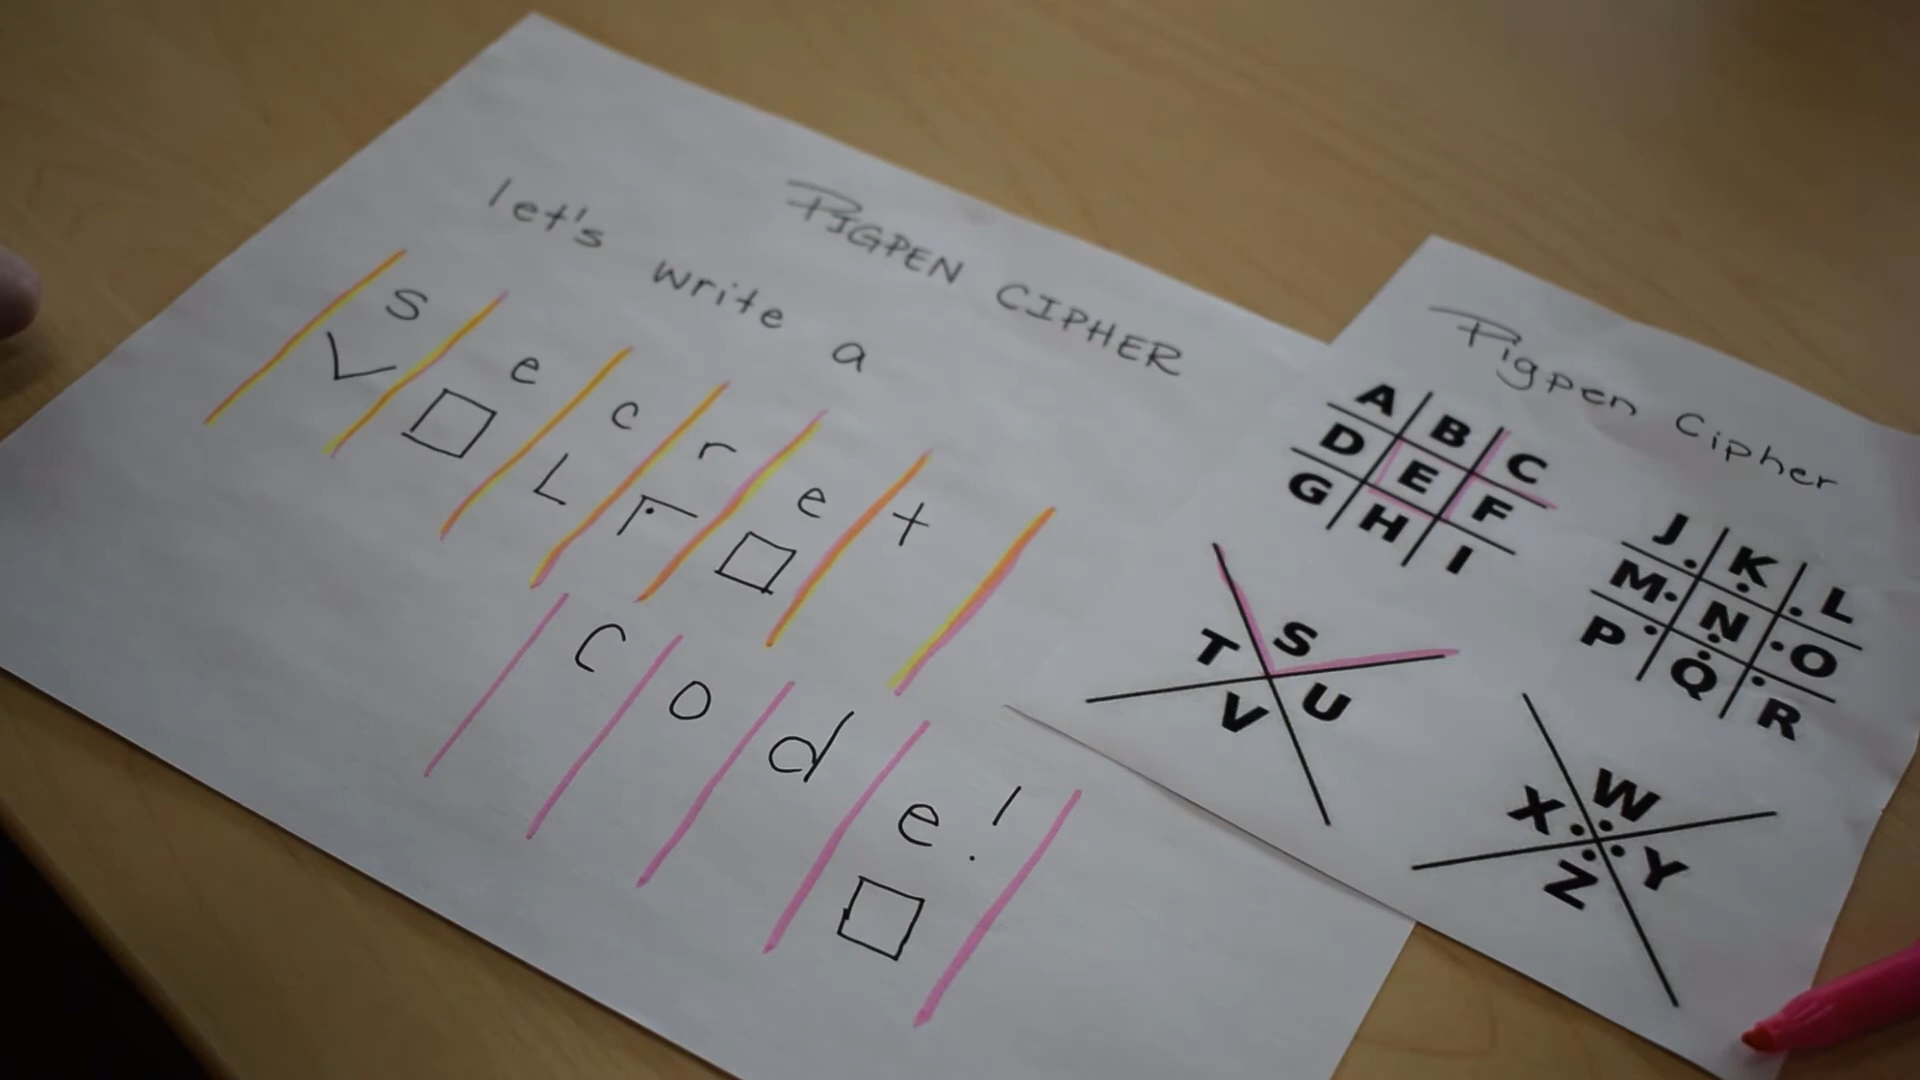 PIGPEN CIPHER
let's write a
s e c r e t
c o d e !
Pigpen Cipher
A B C
D E F
G H I
J K L
M N O
P Q R
S
T U
V
W
X Y
Z